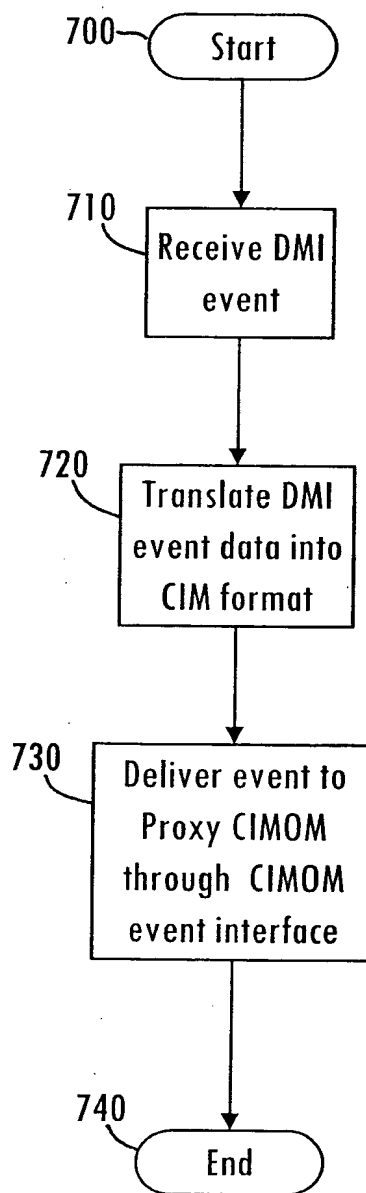 700
Start
710
Receive DMI
event
720
Translate DMI
event data into
CIM format
730
Deliver event to
Proxy CIMOM
through CIMOM
event interface
740
End